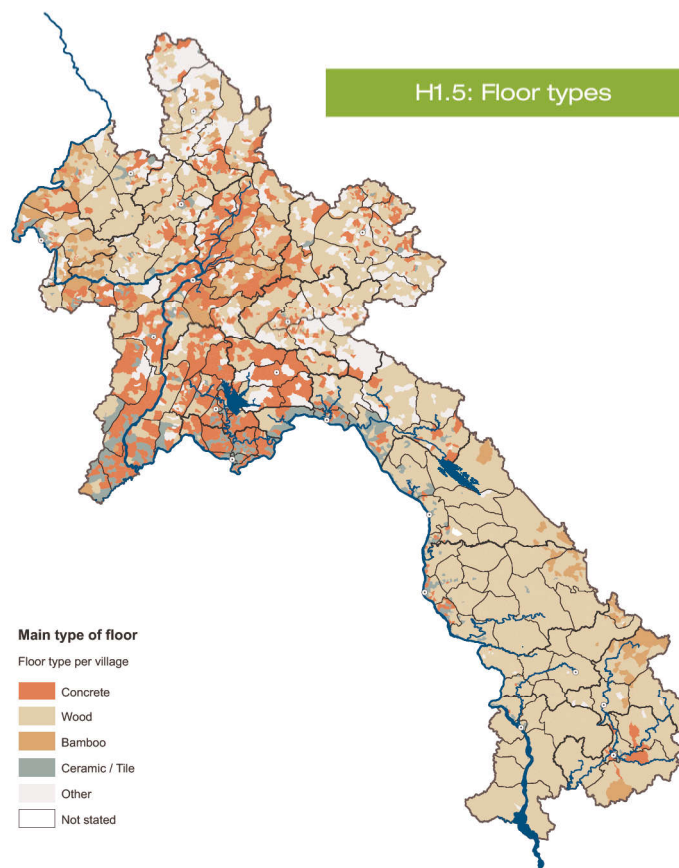 H1.5: Floor types
Main type of floor
Floor type per village
Concrete
Wood
Bamboo
Ceramic / Tile
Other
Not stated